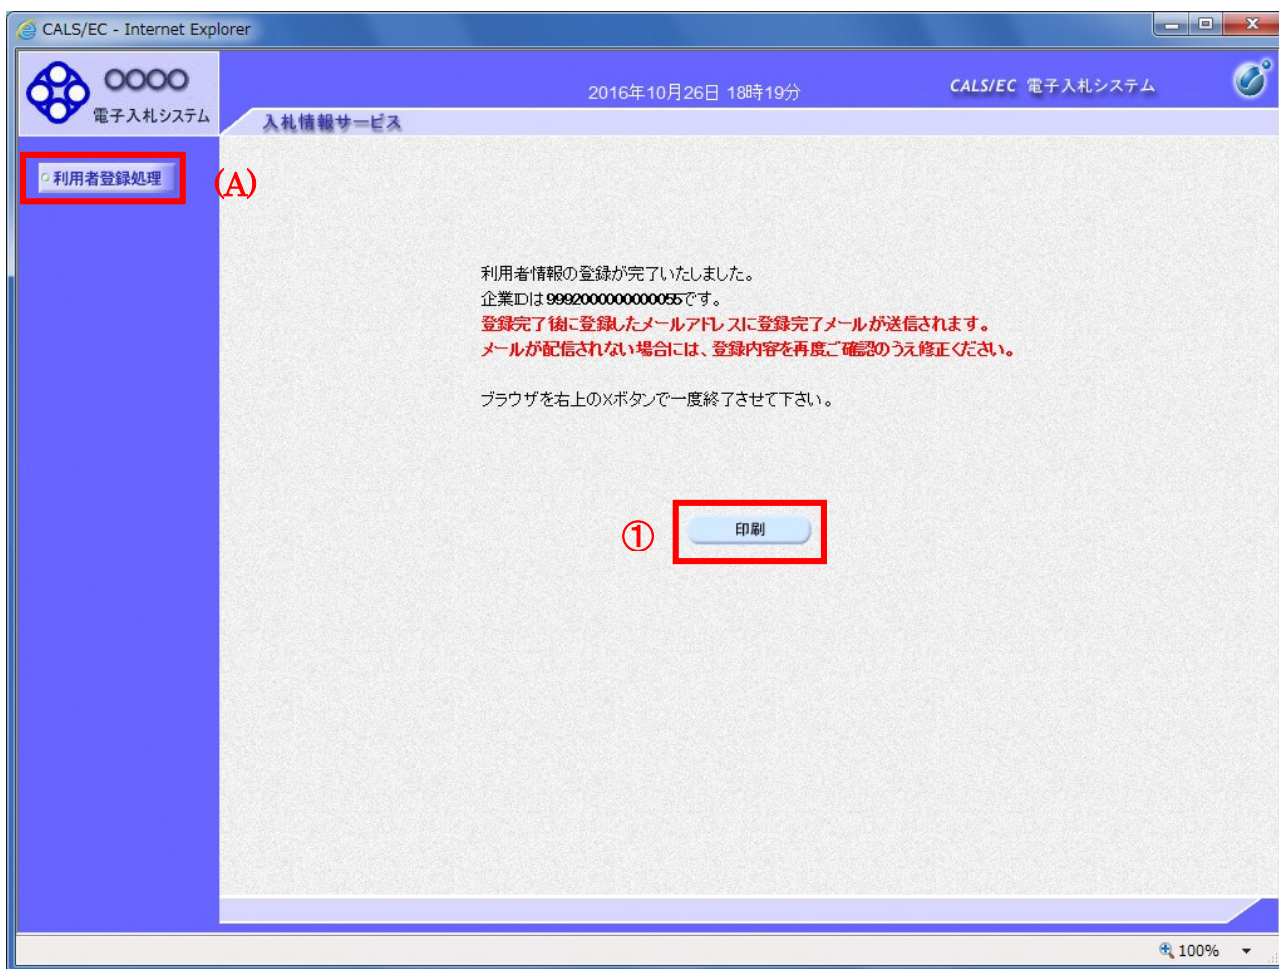 CALS/EC - Internet Explorer
○○○○
電子入札システム
2016年10月26日 18時19分
CALS/EC 電子入札システム
入札情報サービス
利用者登録処理
(A)
利用者情報の登録が完了いたしました。
企業IDは9992000000000055です。
登録完了後に登録したメールアドレスに登録完了メールが送信されます。
メールが配信されない場合には、登録内容を再度ご確認のうえ修正ください。
ブラウザを右上の×ボタンで一度終了させて下さい。
① 印刷
100%